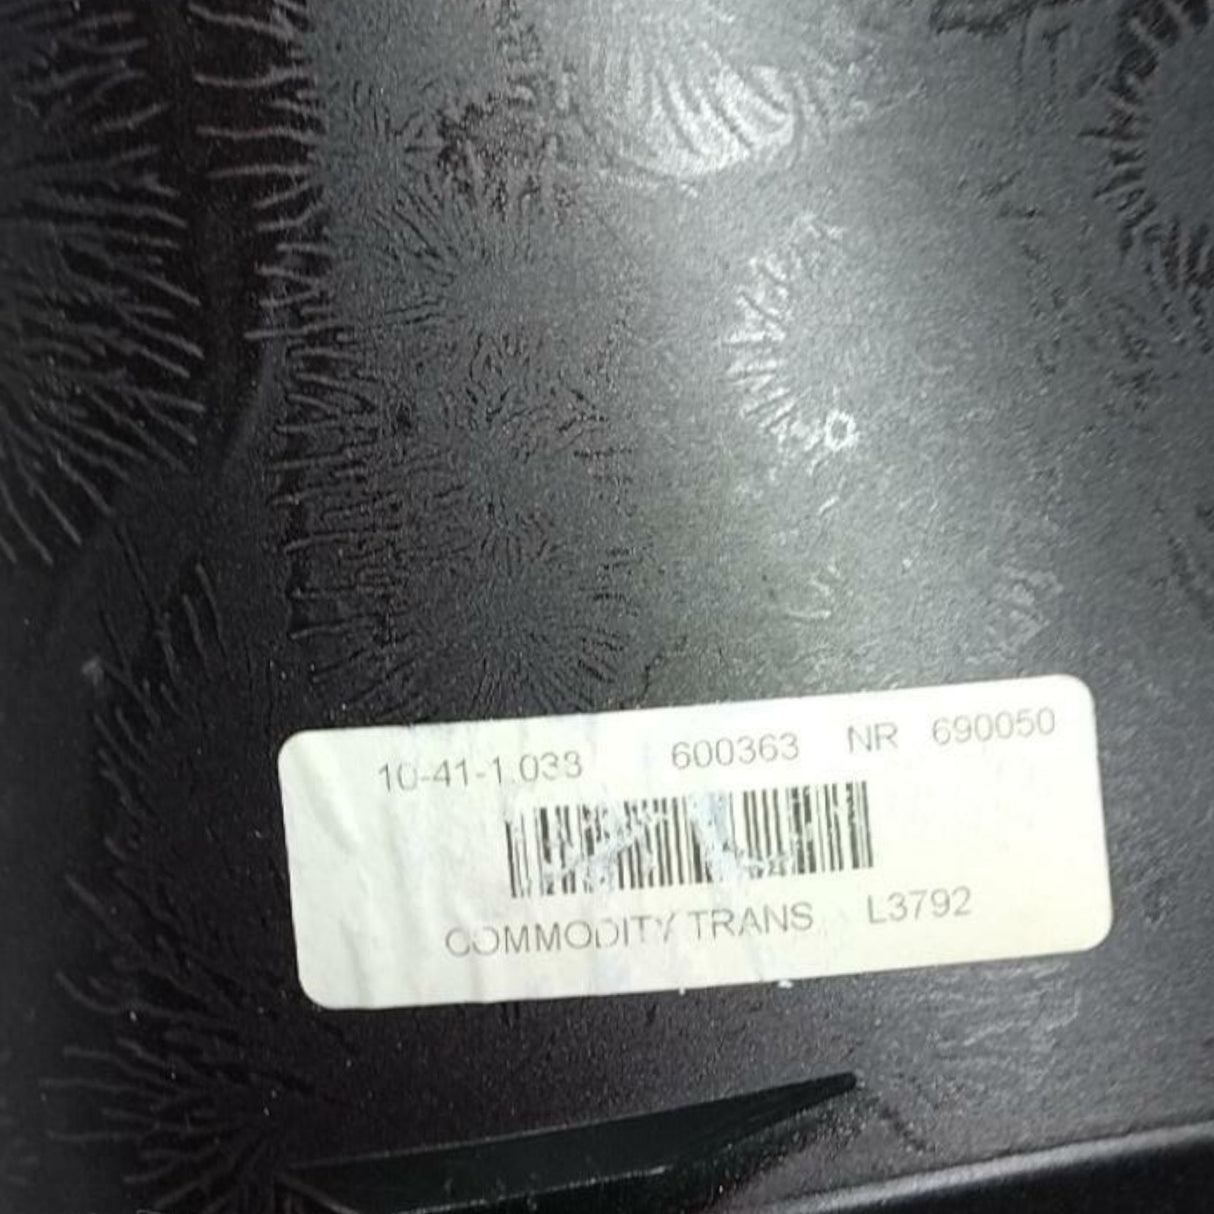 10-41-1.033 600363 NR 690050
COMMODITY TRANS L3792